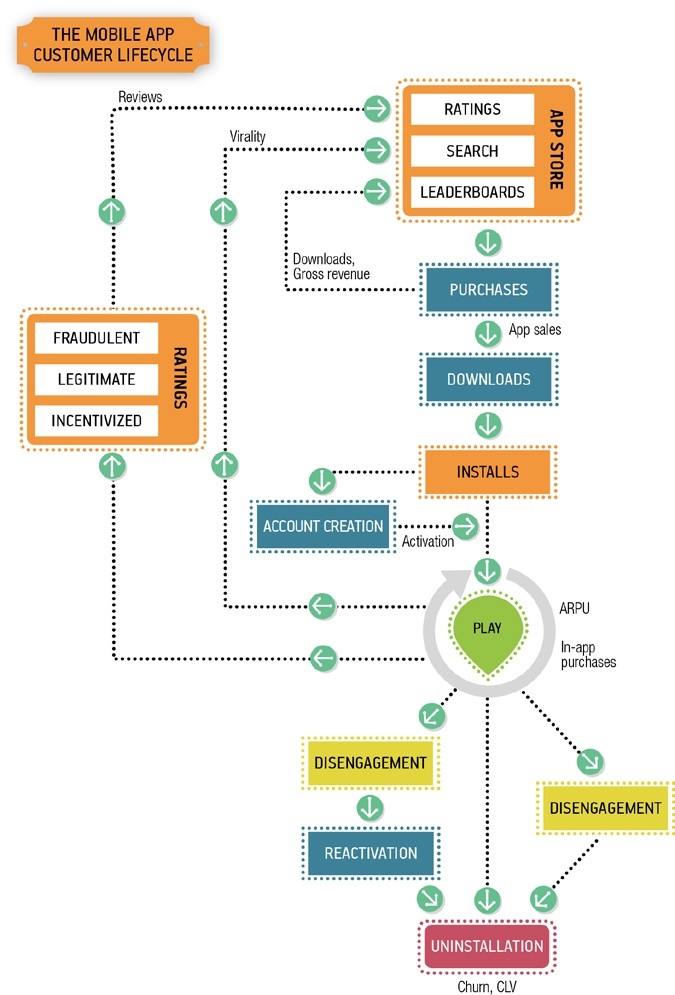 THE MOBILE APP
CUSTOMER LIFECYCLE
Reviews
RATINGS
SEARCH
LEADERBOARDS
APP STORE
Virality
Downloads,
Gross revenue
PURCHASES
App sales
DOWNLOADS
FRAUDULENT
LEGITIMATE
INCENTIVIZED
RATINGS
INSTALLS
ACCOUNT CREATION
Activation
PLAY
ARPU
In-app
purchases
DISENGAGEMENT
DISENGAGEMENT
REACTIVATION
UNINSTALLATION
Churn, CLV